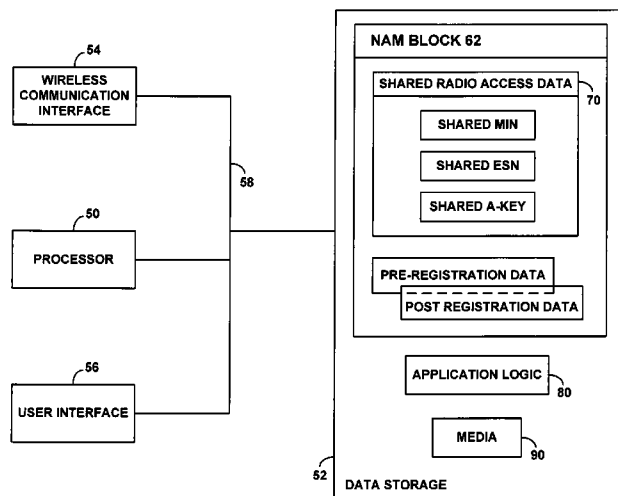 54
WIRELESS
COMMUNICATION
INTERFACE
58
50
PROCESSOR
56
USER INTERFACE
NAM BLOCK 62
SHARED RADIO ACCESS DATA
70
SHARED MIN
SHARED ESN
SHARED A-KEY
PRE-REGISTRATION DATA
POST REGISTRATION DATA
APPLICATION LOGIC
80
MEDIA
90
52
DATA STORAGE